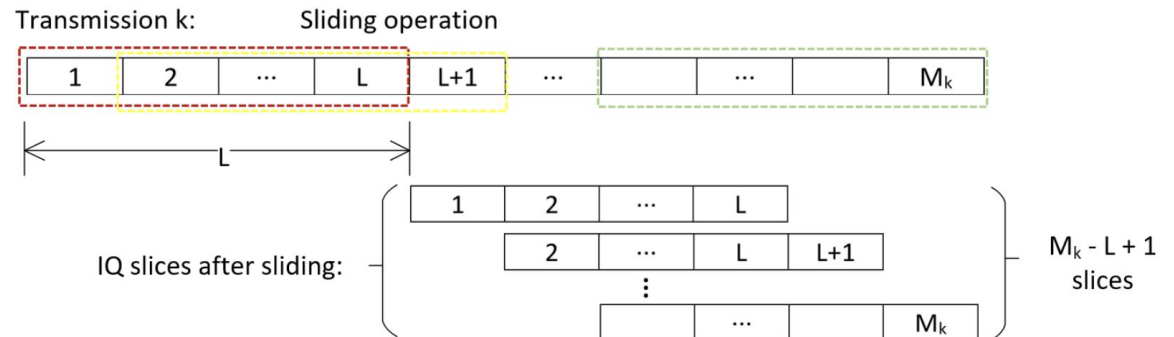 Transmission k: Sliding operation
1 2 ... L L+1 ... ... Mₖ
L
1 2 ... L
IQ slices after sliding: 2 ... L L+1
⋮
... Mₖ
Mₖ - L + 1
slices